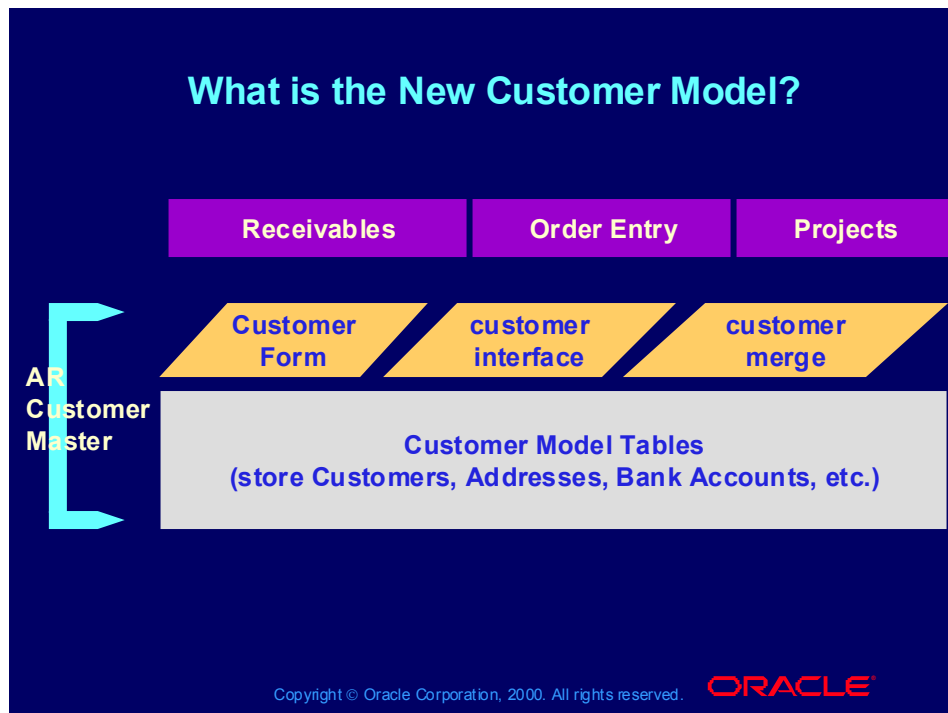 What is the New Customer Model?
Receivables
Order Entry
Projects
Customer
Form
customer
interface
customer
merge
AR
Customer
Master
Customer Model Tables
(store Customers, Addresses, Bank Accounts, etc.)
Copyright © Oracle Corporation, 2000. All rights reserved.
ORACLE®